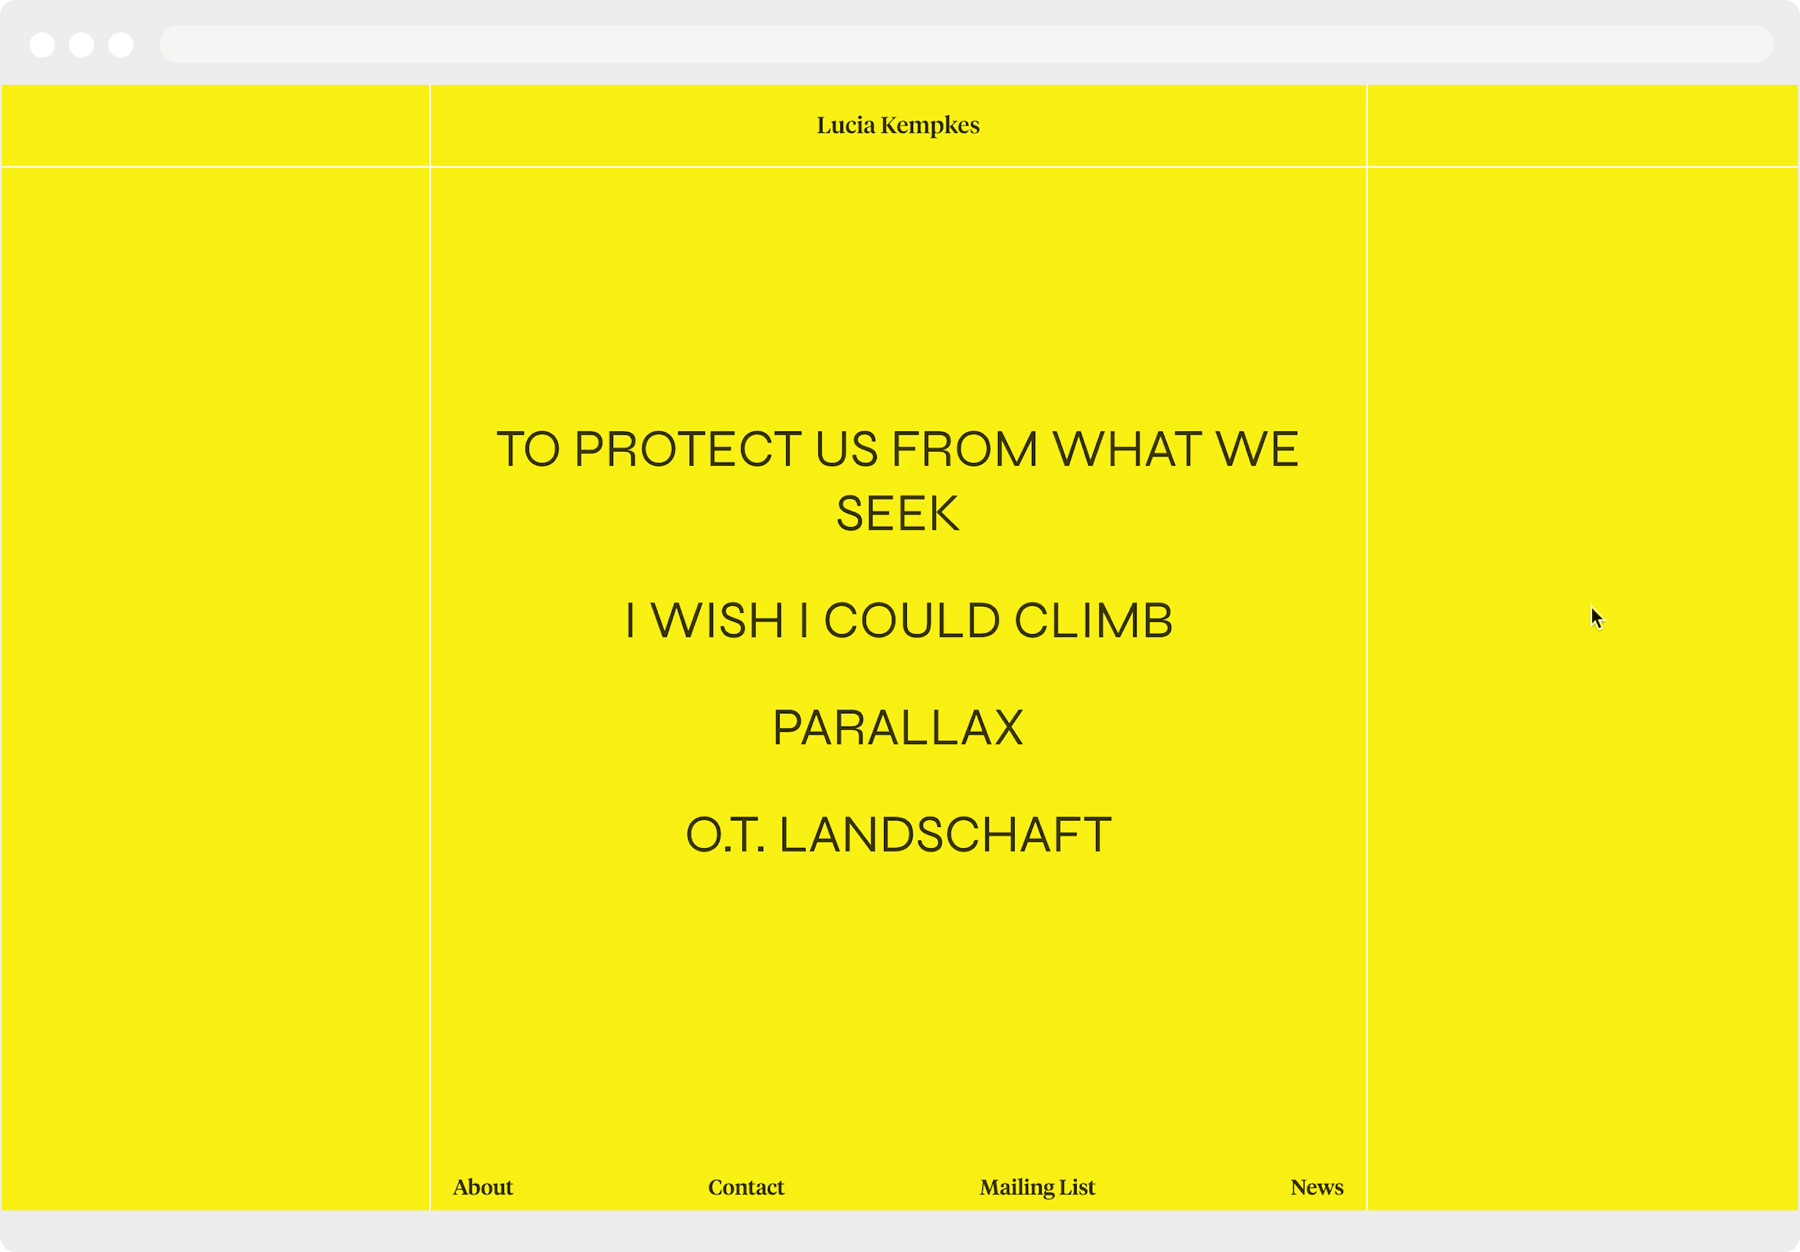 Lucia Kempkes
TO PROTECT US FROM WHAT WE
SEEK
I WISH I COULD CLIMB
PARALLAX
O.T. LANDSCHAFT
About Contact Mailing List News